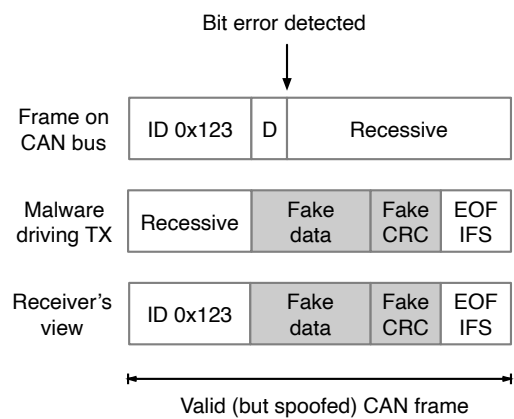 Bit error detected
Frame on
CAN bus
ID 0x123
D
Recessive
Malware
driving TX
Recessive
Fake
data
Fake
CRC
EOF
IFS
Receiver's
view
ID 0x123
Fake
data
Fake
CRC
EOF
IFS
Valid (but spoofed) CAN frame